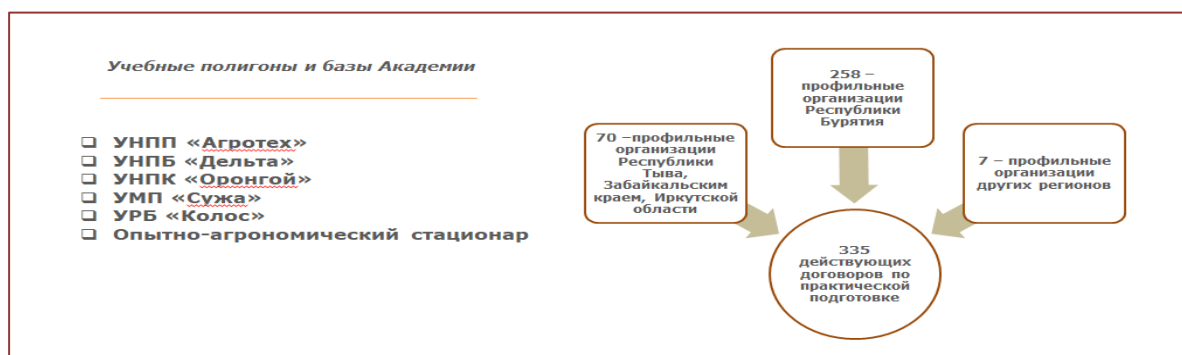 Учебные полигоны и базы Академии
УНПП «Агротех»
УНПБ «Дельта»
УНПК «Оронгой»
УМП «Сужа»
УРБ «Колос»
Опытно-агрономический стационар
258 –
профильные
организации
Республики
Бурятия
70 –профильные
организации
Республики
Тыва,
Забайкальским
краем, Иркутской
области
7 – профильные
организации
других регионов
335
действующих
договоров по
практической
подготовке